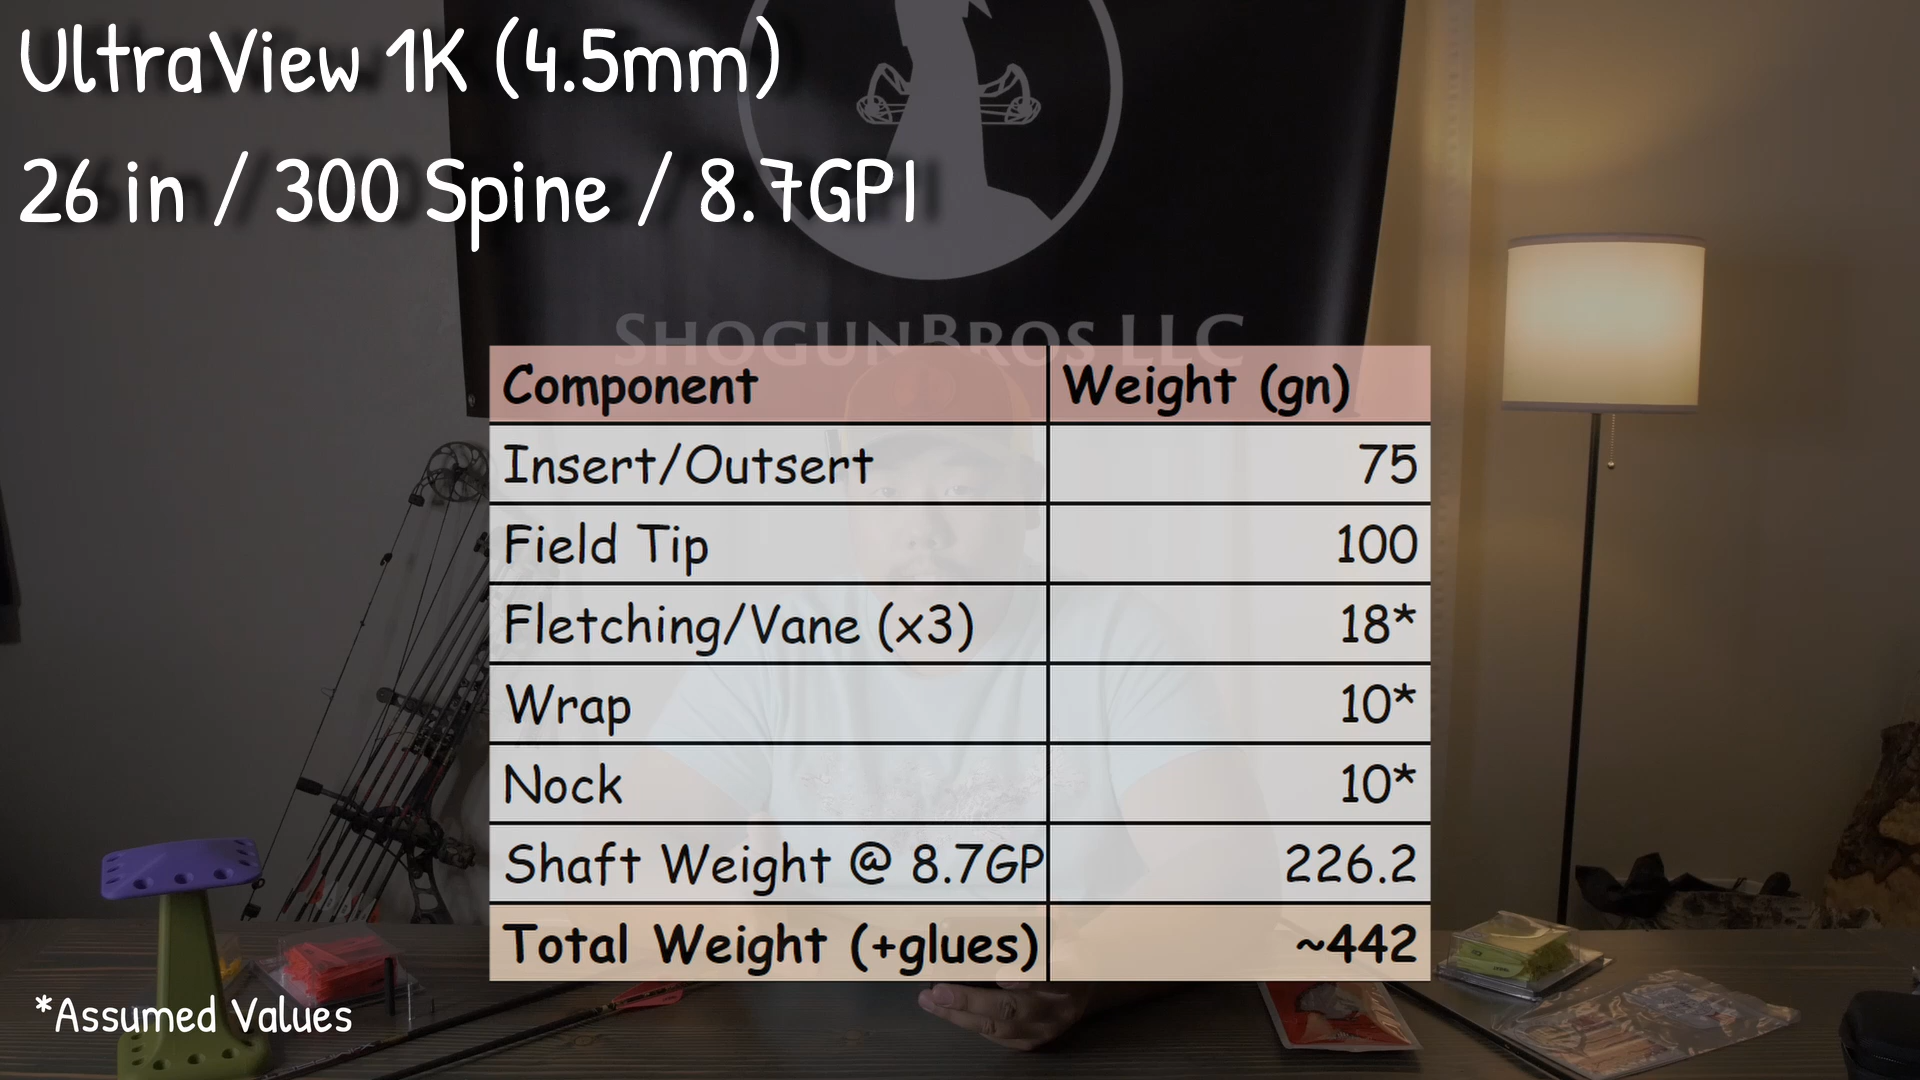 UltraView 1K (4.5mm)
26 in / 300 Spine / 8.7GPI
SHOGUNBROS LLC
Component Weight (gn)
Insert/Outsert 75
Field Tip 100
Fletching/Vane (x3) 18*
Wrap 10*
Nock 10*
Shaft Weight @ 8.7GP 226.2
Total Weight (+glues) ~442
*Assumed Values